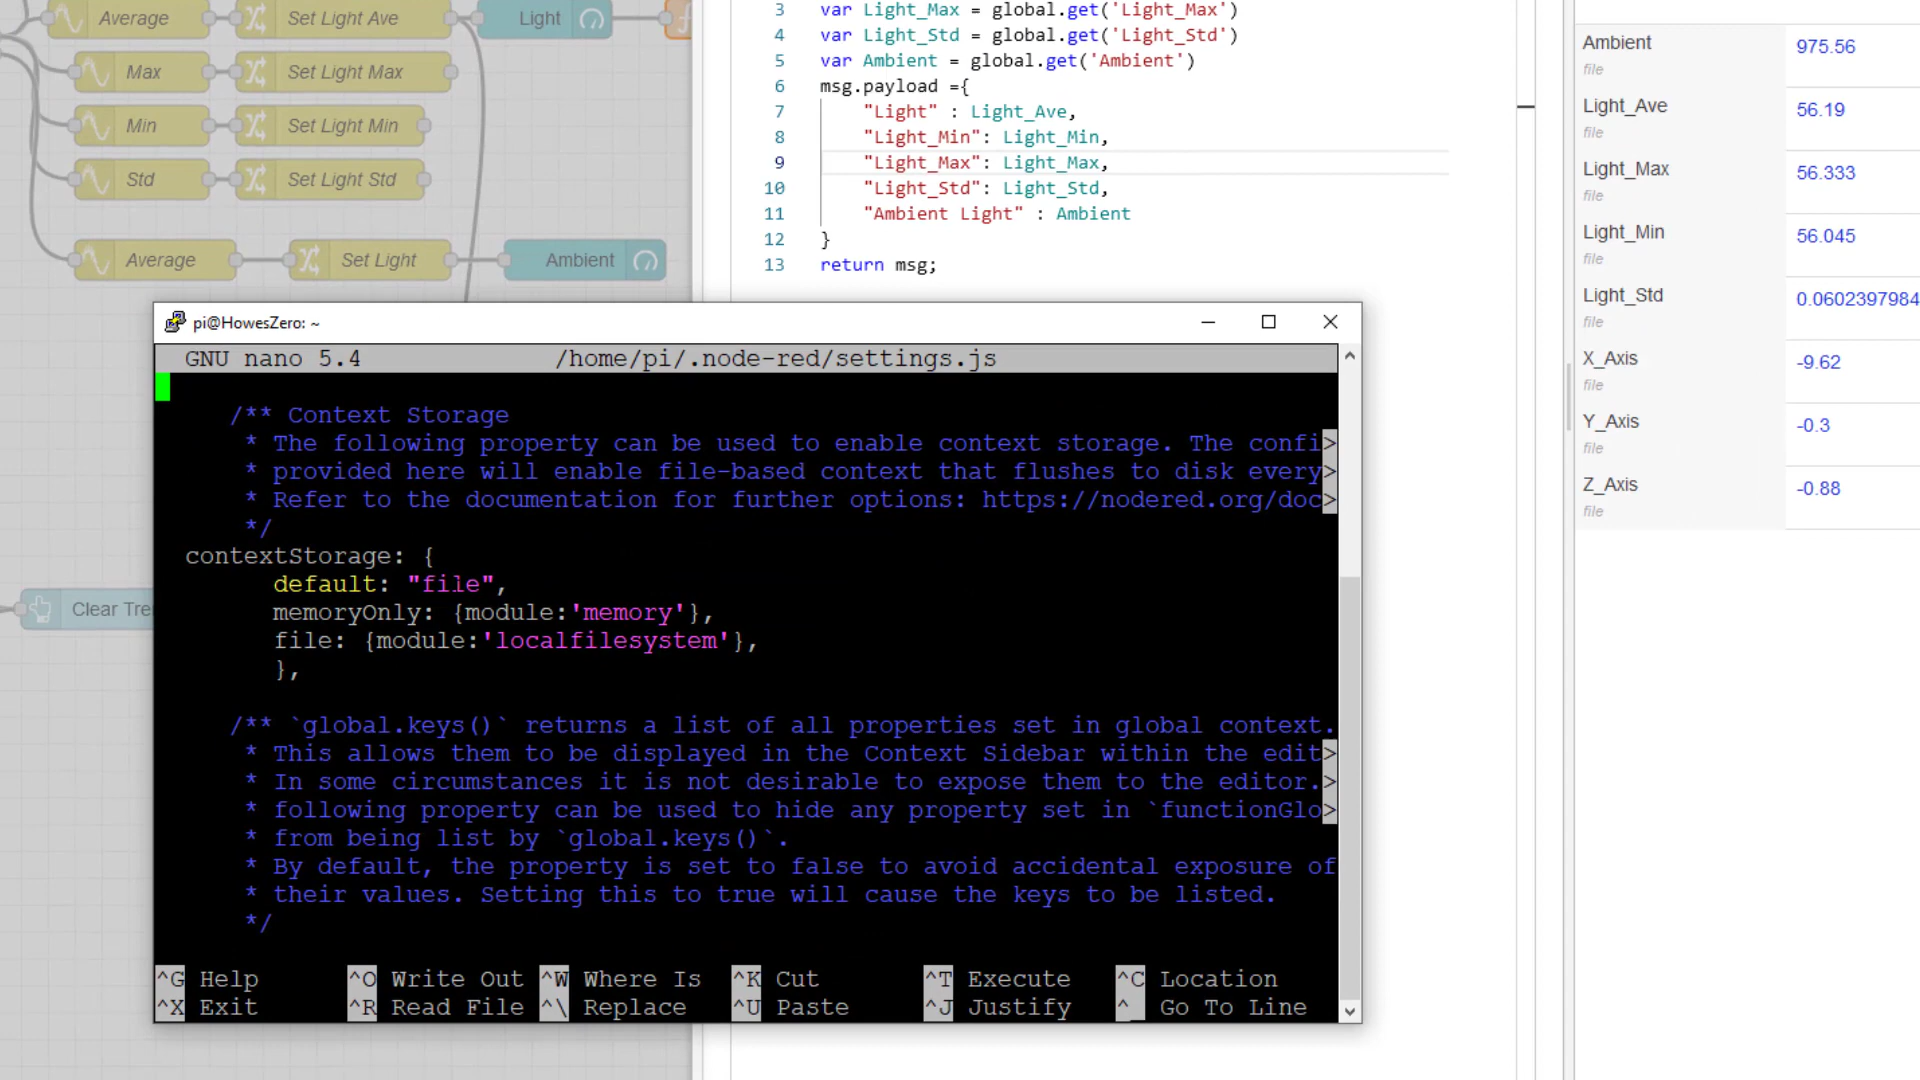 Average
Set Light Ave
Light
f
Max
Set Light Max
Min
Set Light Min
Std
Set Light Std
Average
Set Light
Ambient
Clear Tre
3 var Light_Max = global.get('Light_Max')
4 var Light_Std = global.get('Light_Std')
5 var Ambient = global.get('Ambient')
6 msg.payload ={
7 "Light" : Light_Ave,
8 "Light_Min": Light_Min,
9 "Light_Max": Light_Max,
10 "Light_Std": Light_Std,
11 "Ambient Light" : Ambient
12 }
13 return msg;
Ambient 975.56
file
Light_Ave 56.19
file
Light_Max 56.333
file
Light_Min 56.045
file
Light_Std 0.0602397984
file
X_Axis -9.62
file
Y_Axis -0.3
file
Z_Axis -0.88
file
pi@HowesZero: ~
GNU nano 5.4 /home/pi/.node-red/settings.js
/** Context Storage
* The following property can be used to enable context storage. The confi>
* provided here will enable file-based context that flushes to disk every>
* Refer to the documentation for further options: https://nodered.org/doc>
*/
contextStorage: {
default: "file",
memoryOnly: {module:'memory'},
file: {module:'localfilesystem'},
},
/** `global.keys()` returns a list of all properties set in global context.
* This allows them to be displayed in the Context Sidebar within the edit>
* In some circumstances it is not desirable to expose them to the editor.>
* following property can be used to hide any property set in `functionGlo>
* from being list by `global.keys()`.
* By default, the property is set to false to avoid accidental exposure of
* their values. Setting this to true will cause the keys to be listed.
*/
^G Help ^O Write Out ^W Where Is ^K Cut ^T Execute ^C Location
^X Exit ^R Read File ^\ Replace ^U Paste ^J Justify ^_ Go To Line